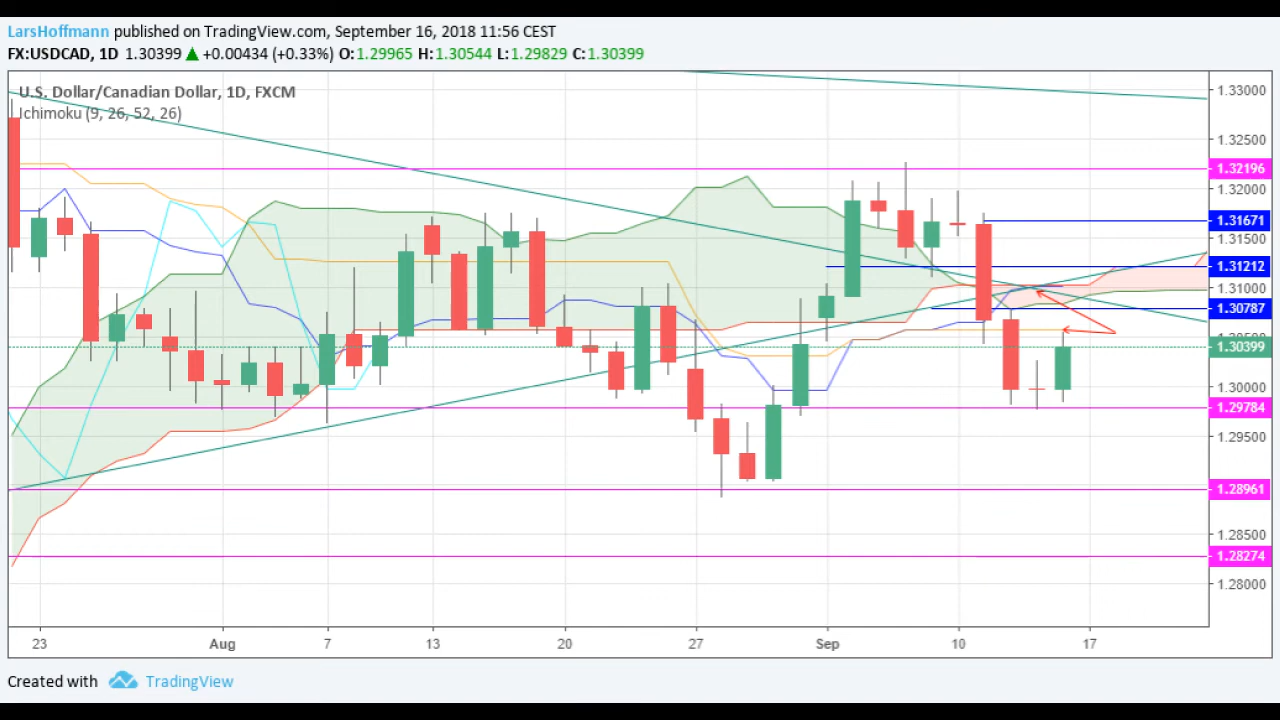 LarsHoffmann published on TradingView.com, September 16, 2018 11:56 CEST
FX:USDCAD, 1D 1.30399 ▲ +0.00434 (+0.33%) O:1.29965 H:1.30544 L:1.29829 C:1.30399
U.S. Dollar/Canadian Dollar, 1D, FXCM
Ichimoku (9, 26, 52, 26)
1.33000
1.32500
1.32196
1.32000
1.31671
1.31500
1.31212
1.31000
1.30787
1.30399
1.30000
1.29784
1.29500
1.28961
1.28500
1.28274
1.28000
23 Aug 7 13 20 27 Sep 10 17
Created with TradingView